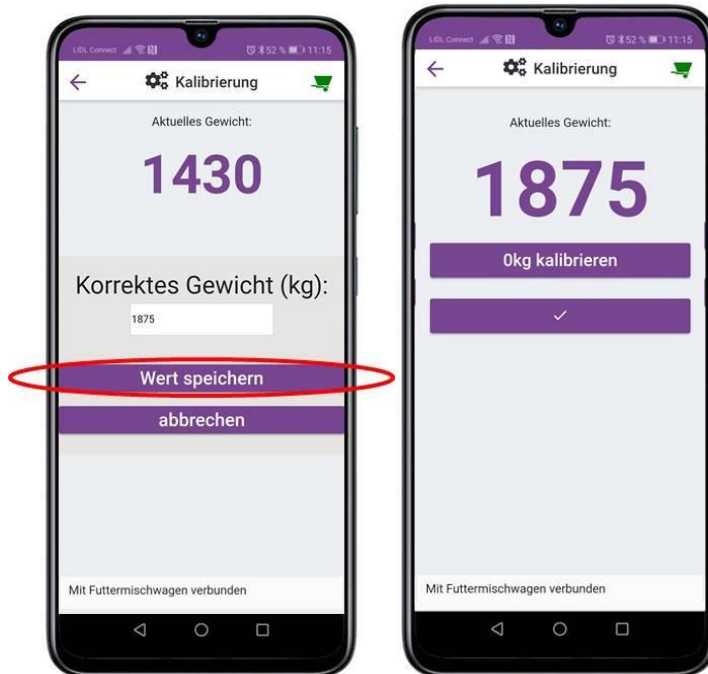 LIDL Connect 52 % 11:15
Kalibrierung
Aktuelles Gewicht:
1430
Korrektes Gewicht (kg):
1875
Wert speichern
abbrechen
Mit Futtermischwagen verbunden
LIDL Connect 52 % 11:15
Kalibrierung
Aktuelles Gewicht:
1875
0kg kalibrieren
Mit Futtermischwagen verbunden